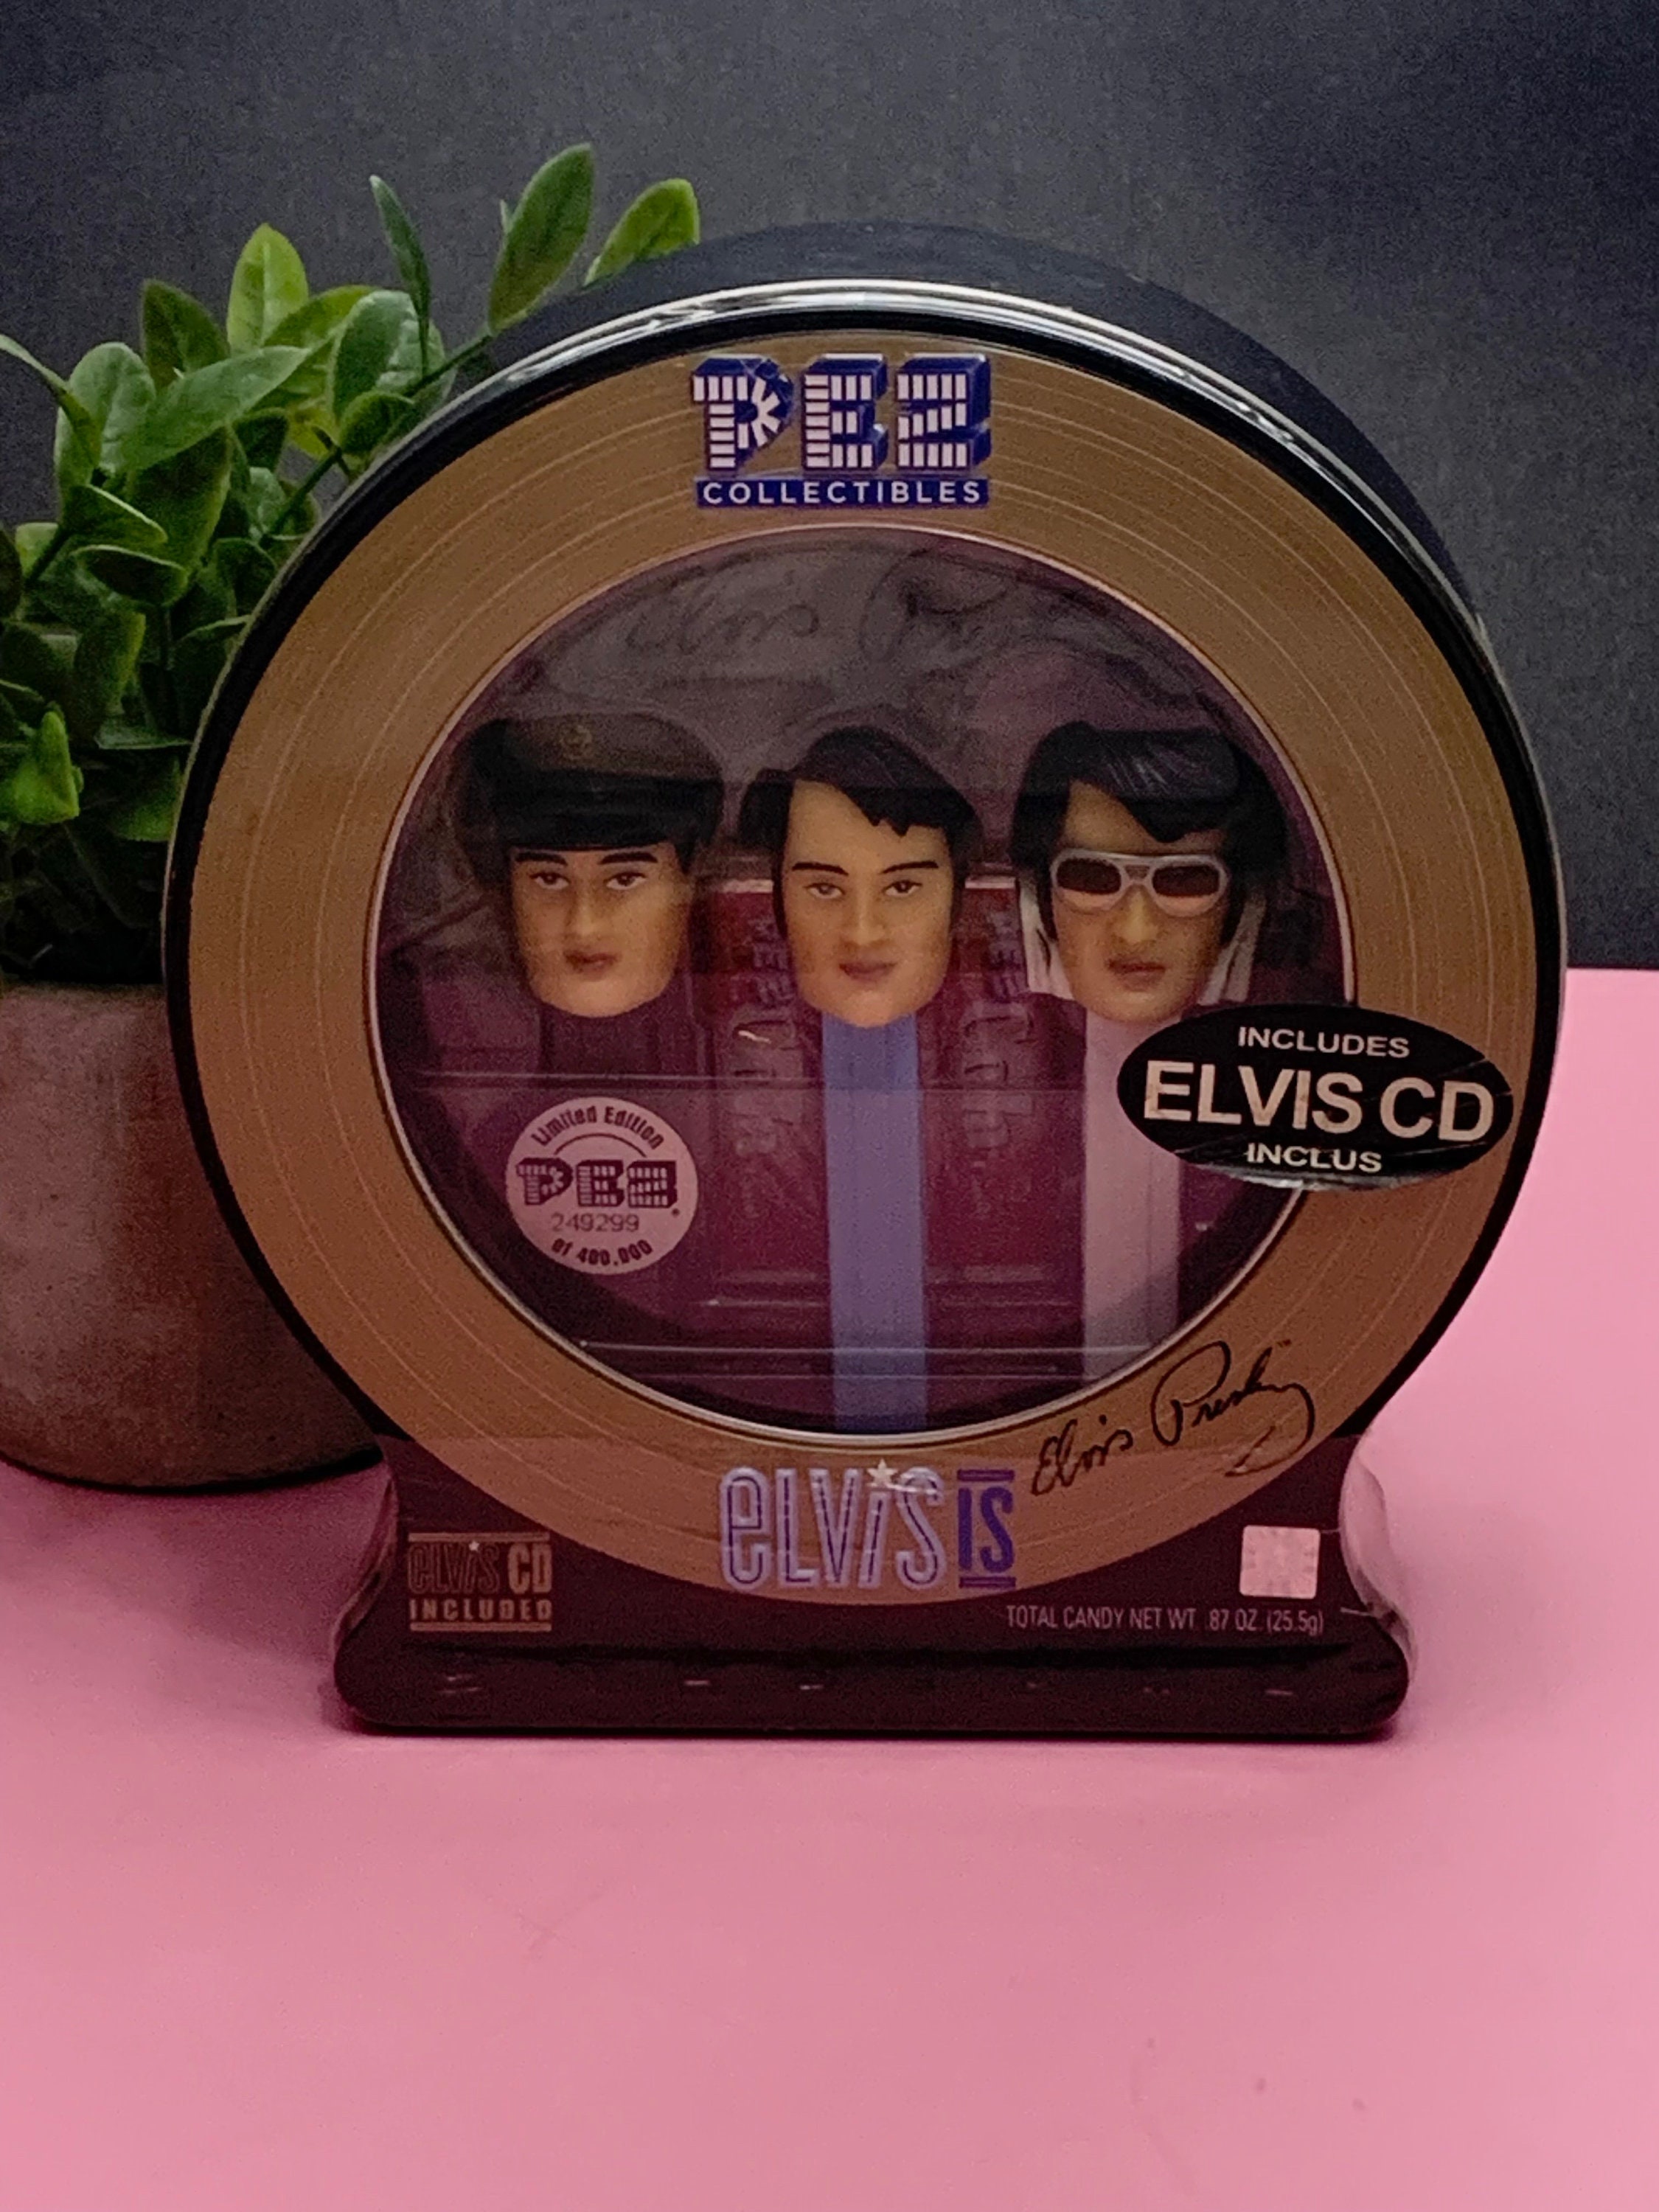 PEZ
COLLECTIBLES
Elvis
INCLUDES
ELVIS CD
INCLUS
Limited Edition
PEZ
249299
of 400,000
Elvis Presley
ELViS IS
ELViS CD
INCLUDED
TOTAL CANDY NET WT .87 OZ. (25.5g)